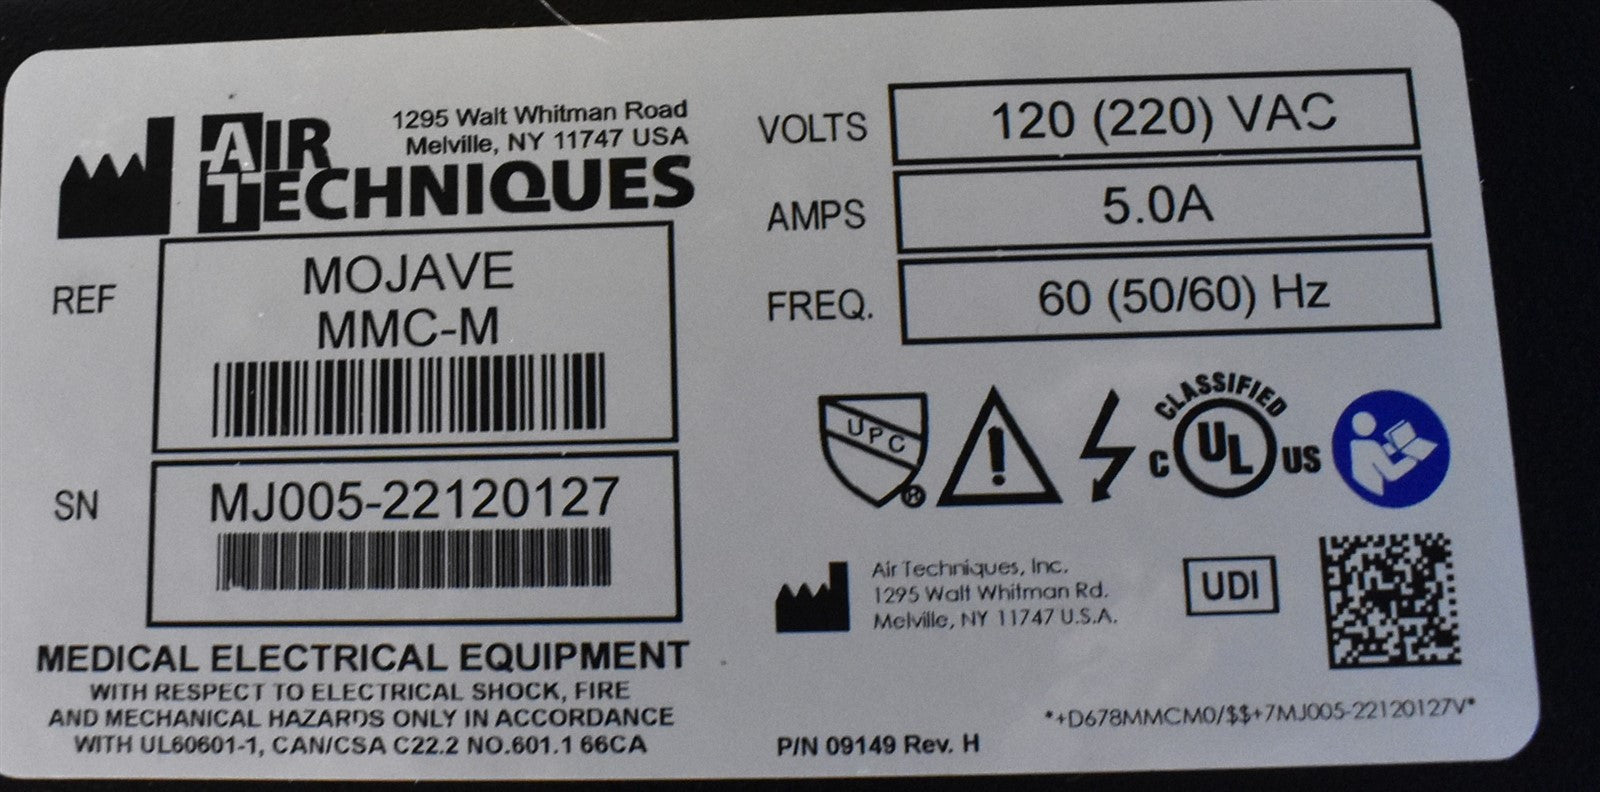 AIR TECHNIQUES
1295 Walt Whitman Road
Melville, NY 11747 USA
REF
MOJAVE
MMC-M
SN
MJ005-22120127
MEDICAL ELECTRICAL EQUIPMENT
WITH RESPECT TO ELECTRICAL SHOCK, FIRE
AND MECHANICAL HAZARDS ONLY IN ACCORDANCE
WITH UL60601-1, CAN/CSA C22.2 NO.601.1 66CA
VOLTS 120 (220) VAC
AMPS 5.0A
FREQ. 60 (50/60) Hz
UPC ®
!
CLASSIFIED
C UL US
Air Techniques, Inc.
1295 Walt Whitman Rd.
Melville, NY 11747 U.S.A.
UDI
*+D678MMCM0/$$+7MJ005-22120127V*
P/N 09149 Rev. H